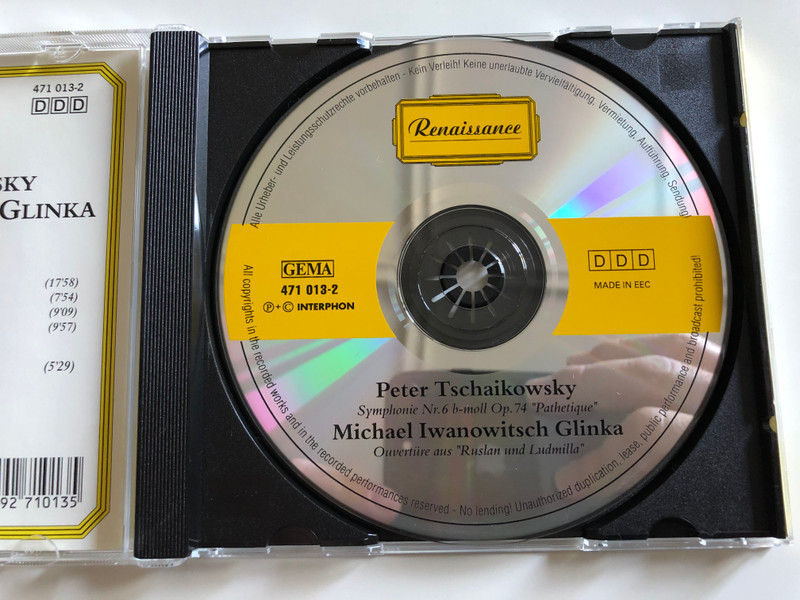 471 013-2
DDD
SKY
GLINKA
(17'58)
(7'54)
(9'09)
(9'57)
(5'29)
92 710135
Alle Urheber- und Leistungsschutzrechte vorbehalten - Kein Verleih! Keine unerlaubte Vervielfältigung, Vermietung, Aufführung, Sendung!
Renaissance
GEMA
471 013-2
℗+© INTERPHON
DDD
MADE IN EEC
Peter Tschaikowsky
Symphonie Nr.6 b-moll Op.74 "Pathetique"
Michael Iwanowitsch Glinka
Ouvertüre aus "Ruslan und Ludmilla"
All copyrights in the recorded works and in the recorded performances reserved - No lending! Unauthorized duplication, lease, public performance and broadcast prohibited!